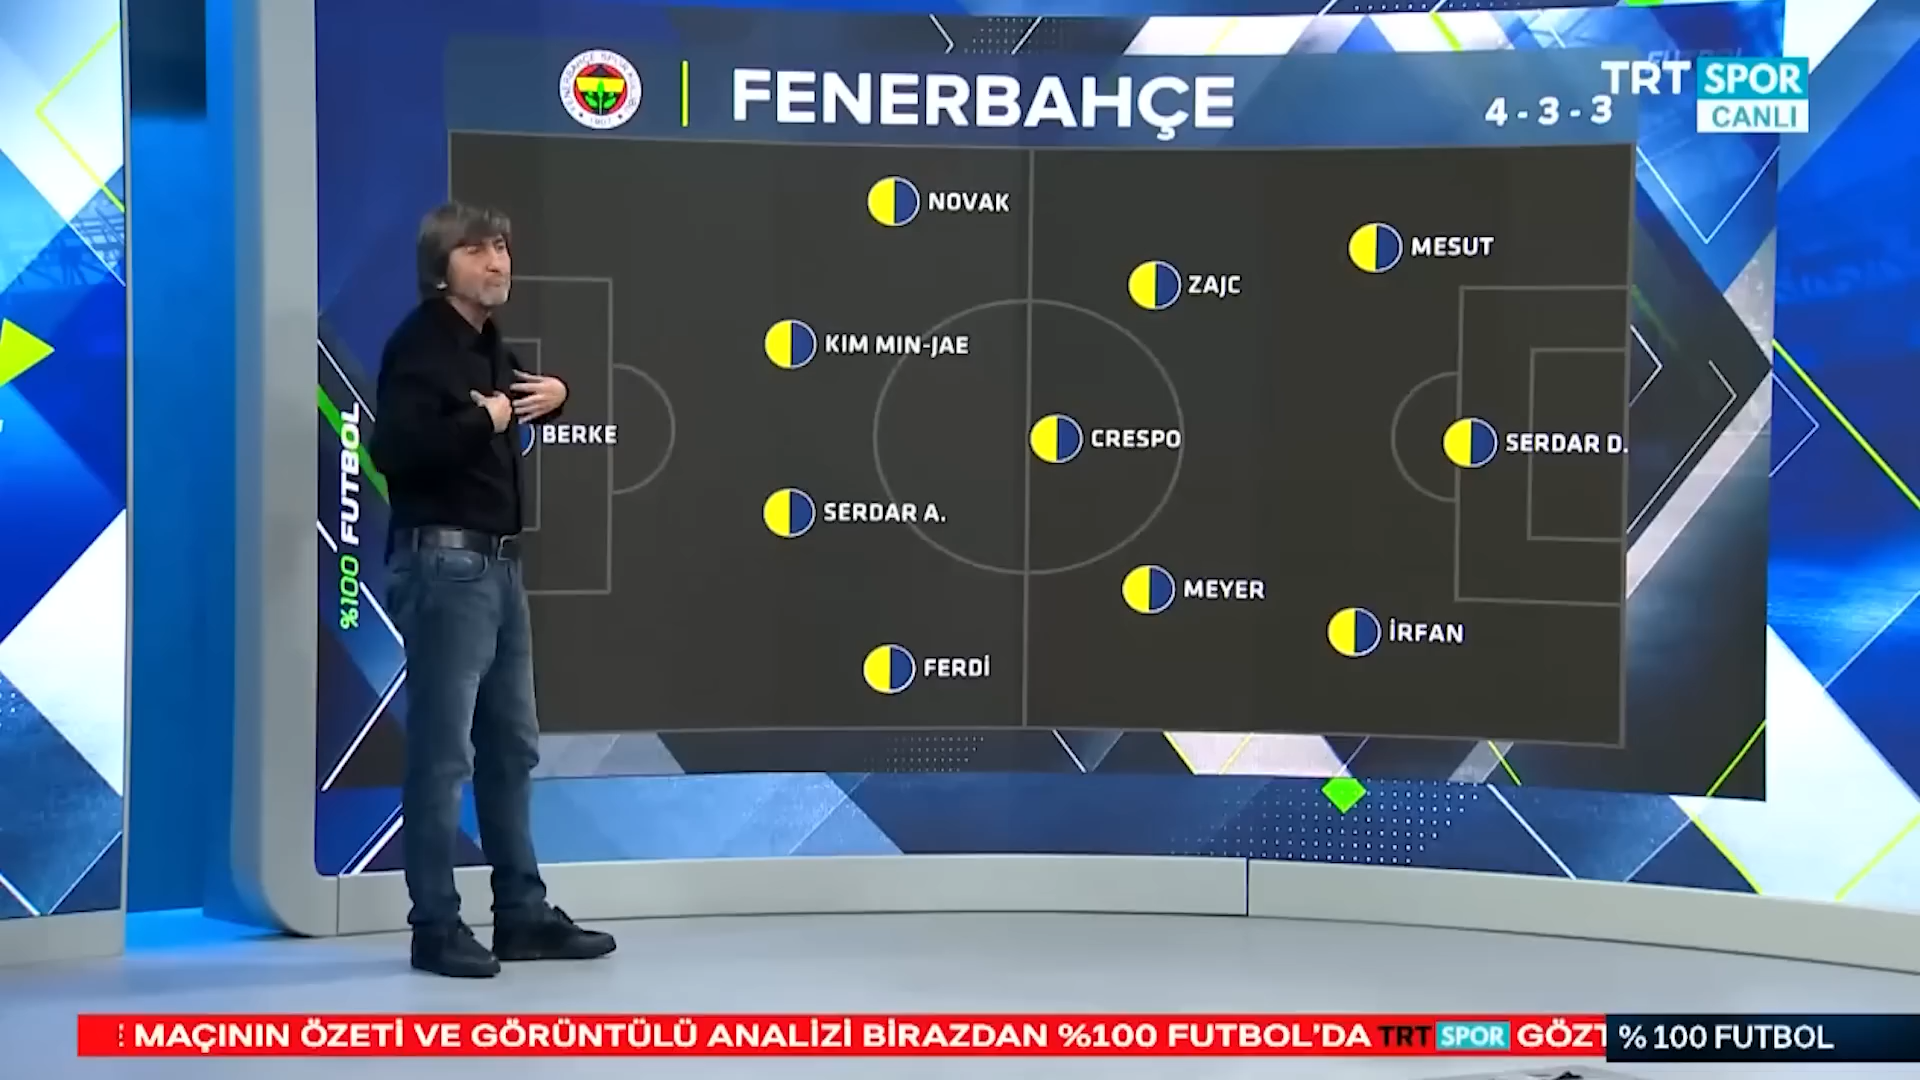 FENERBAHÇE
4 - 3 - 3
TRT SPOR
CANLI
NOVAK
MESUT
ZAJC
KIM MIN-JAE
BERKE
CRESPO
SERDAR D.
SERDAR A.
MEYER
İRFAN
FERDİ
%100 FUTBOL
MAÇININ ÖZETİ VE GÖRÜNTÜLÜ ANALİZİ BİRAZDAN %100 FUTBOL'DA TRT SPOR GÖZT
% 100 FUTBOL